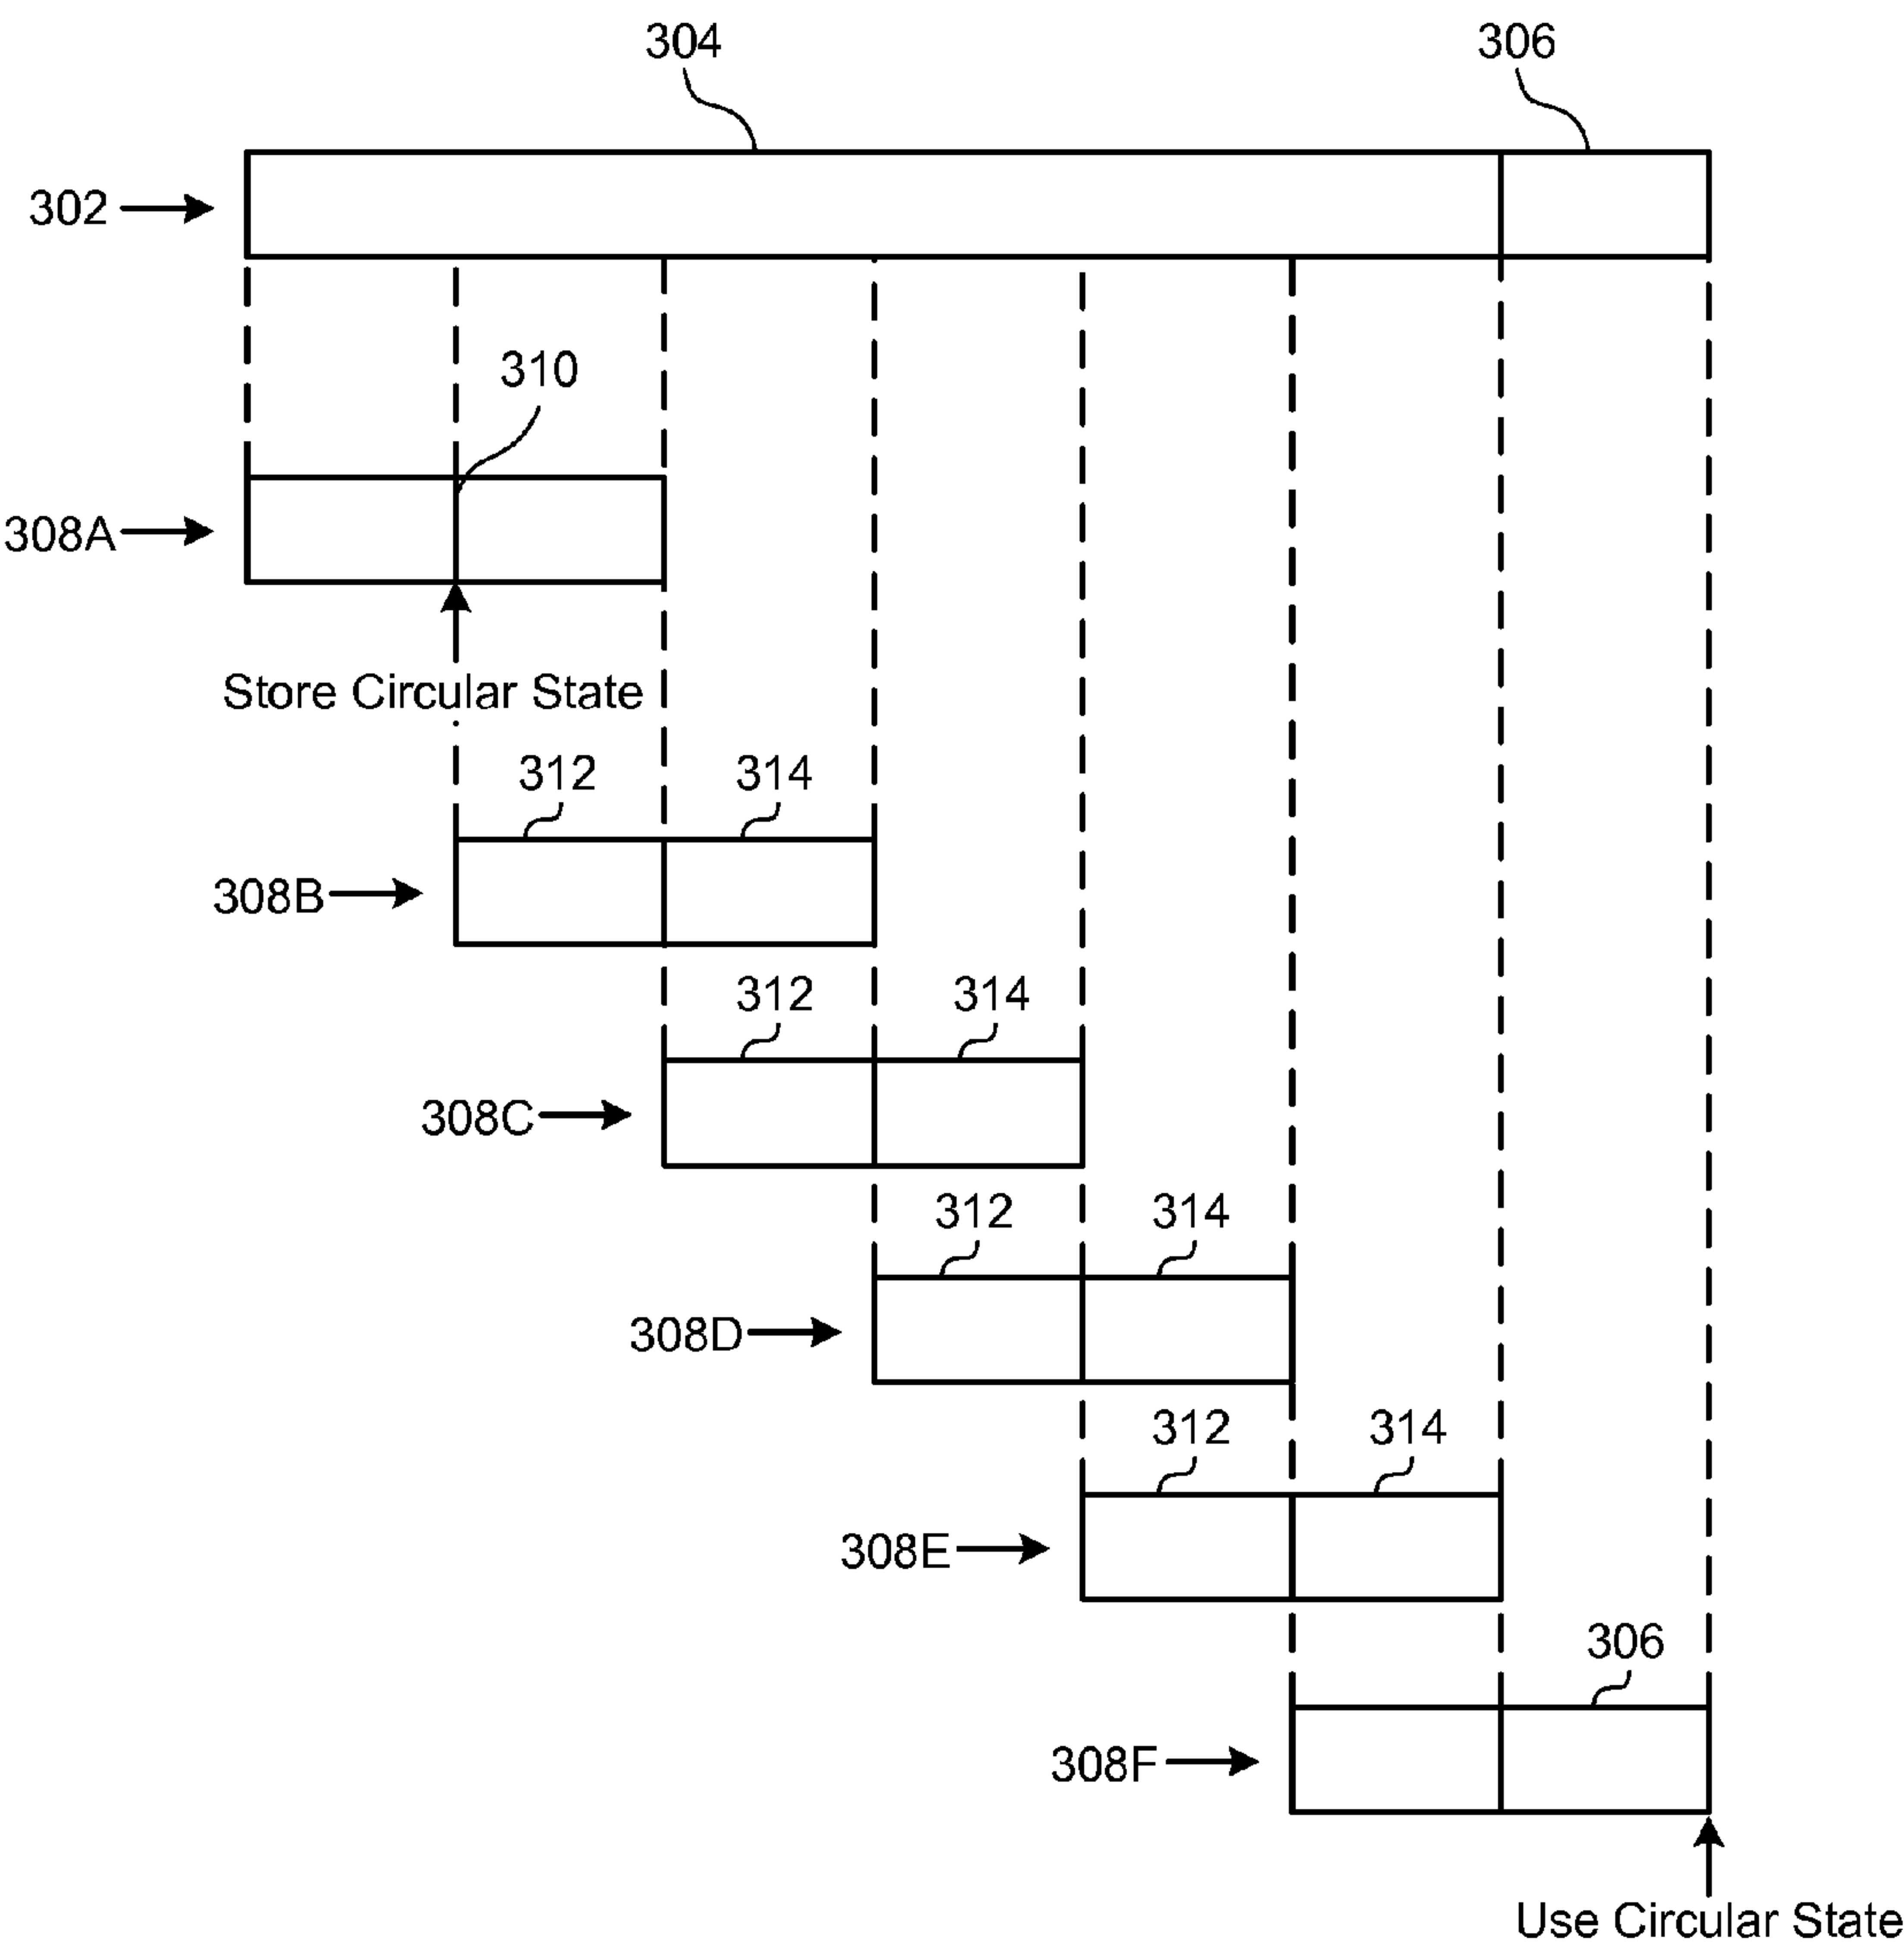 304 306
302
310
308A
Store Circular State
312 314
308B
312 314
308C
312 314
308D
312 314
308E
306
308F
Use Circular State